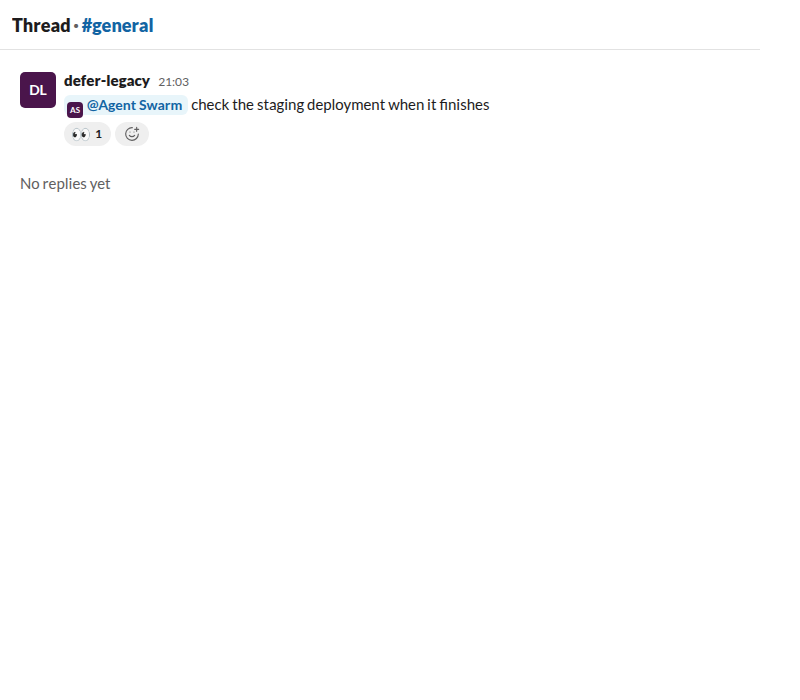 Thread • #general
DL
defer-legacy 21:03
AS @Agent Swarm check the staging deployment when it finishes
1
No replies yet